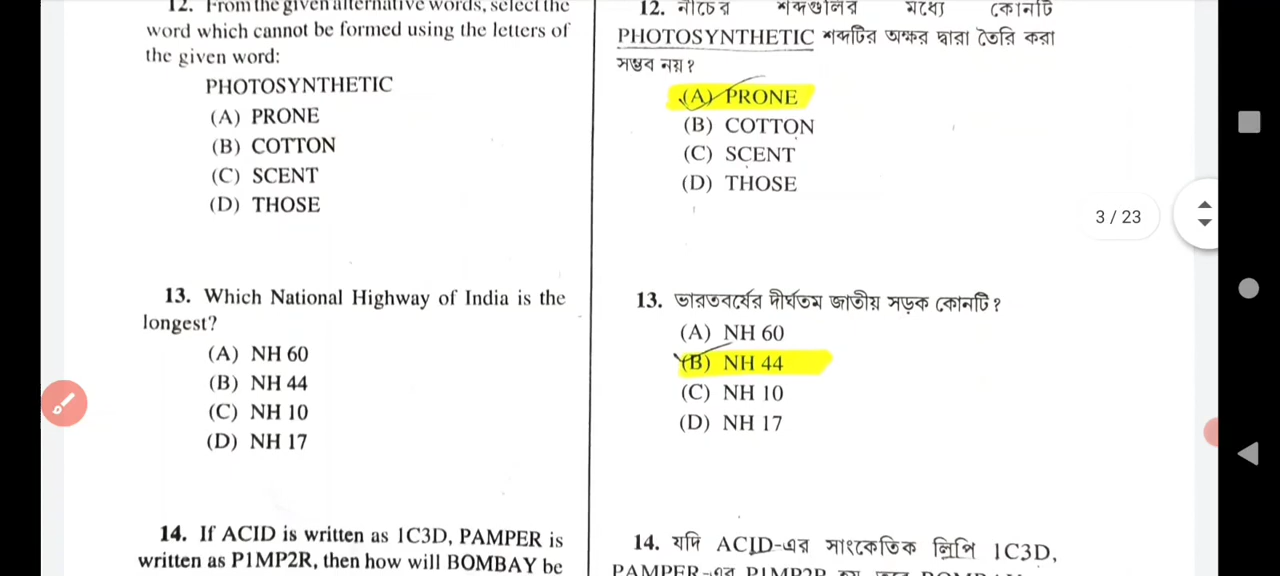 12. From the given alternative words, select the
word which cannot be formed using the letters of
the given word:
PHOTOSYNTHETIC
(A) PRONE
(B) COTTON
(C) SCENT
(D) THOSE
13. Which National Highway of India is the
longest?
(A) NH 60
(B) NH 44
(C) NH 10
(D) NH 17
14. If ACID is written as 1C3D, PAMPER is
written as P1MP2R, then how will BOMBAY be
12. নীচের শব্দগুলির মধ্যে কোনটি
PHOTOSYNTHETIC শব্দটির অক্ষর দ্বারা তৈরি করা
সম্ভব নয়?
(A) PRONE
(B) COTTON
(C) SCENT
(D) THOSE
13. ভারতবর্ষের দীর্ঘতম জাতীয় সড়ক কোনটি?
(A) NH 60
(B) NH 44
(C) NH 10
(D) NH 17
14. যদি ACID-এর সাংকেতিক লিপি 1C3D,
PAMPER-এর P1MP2R হয়
3 / 23